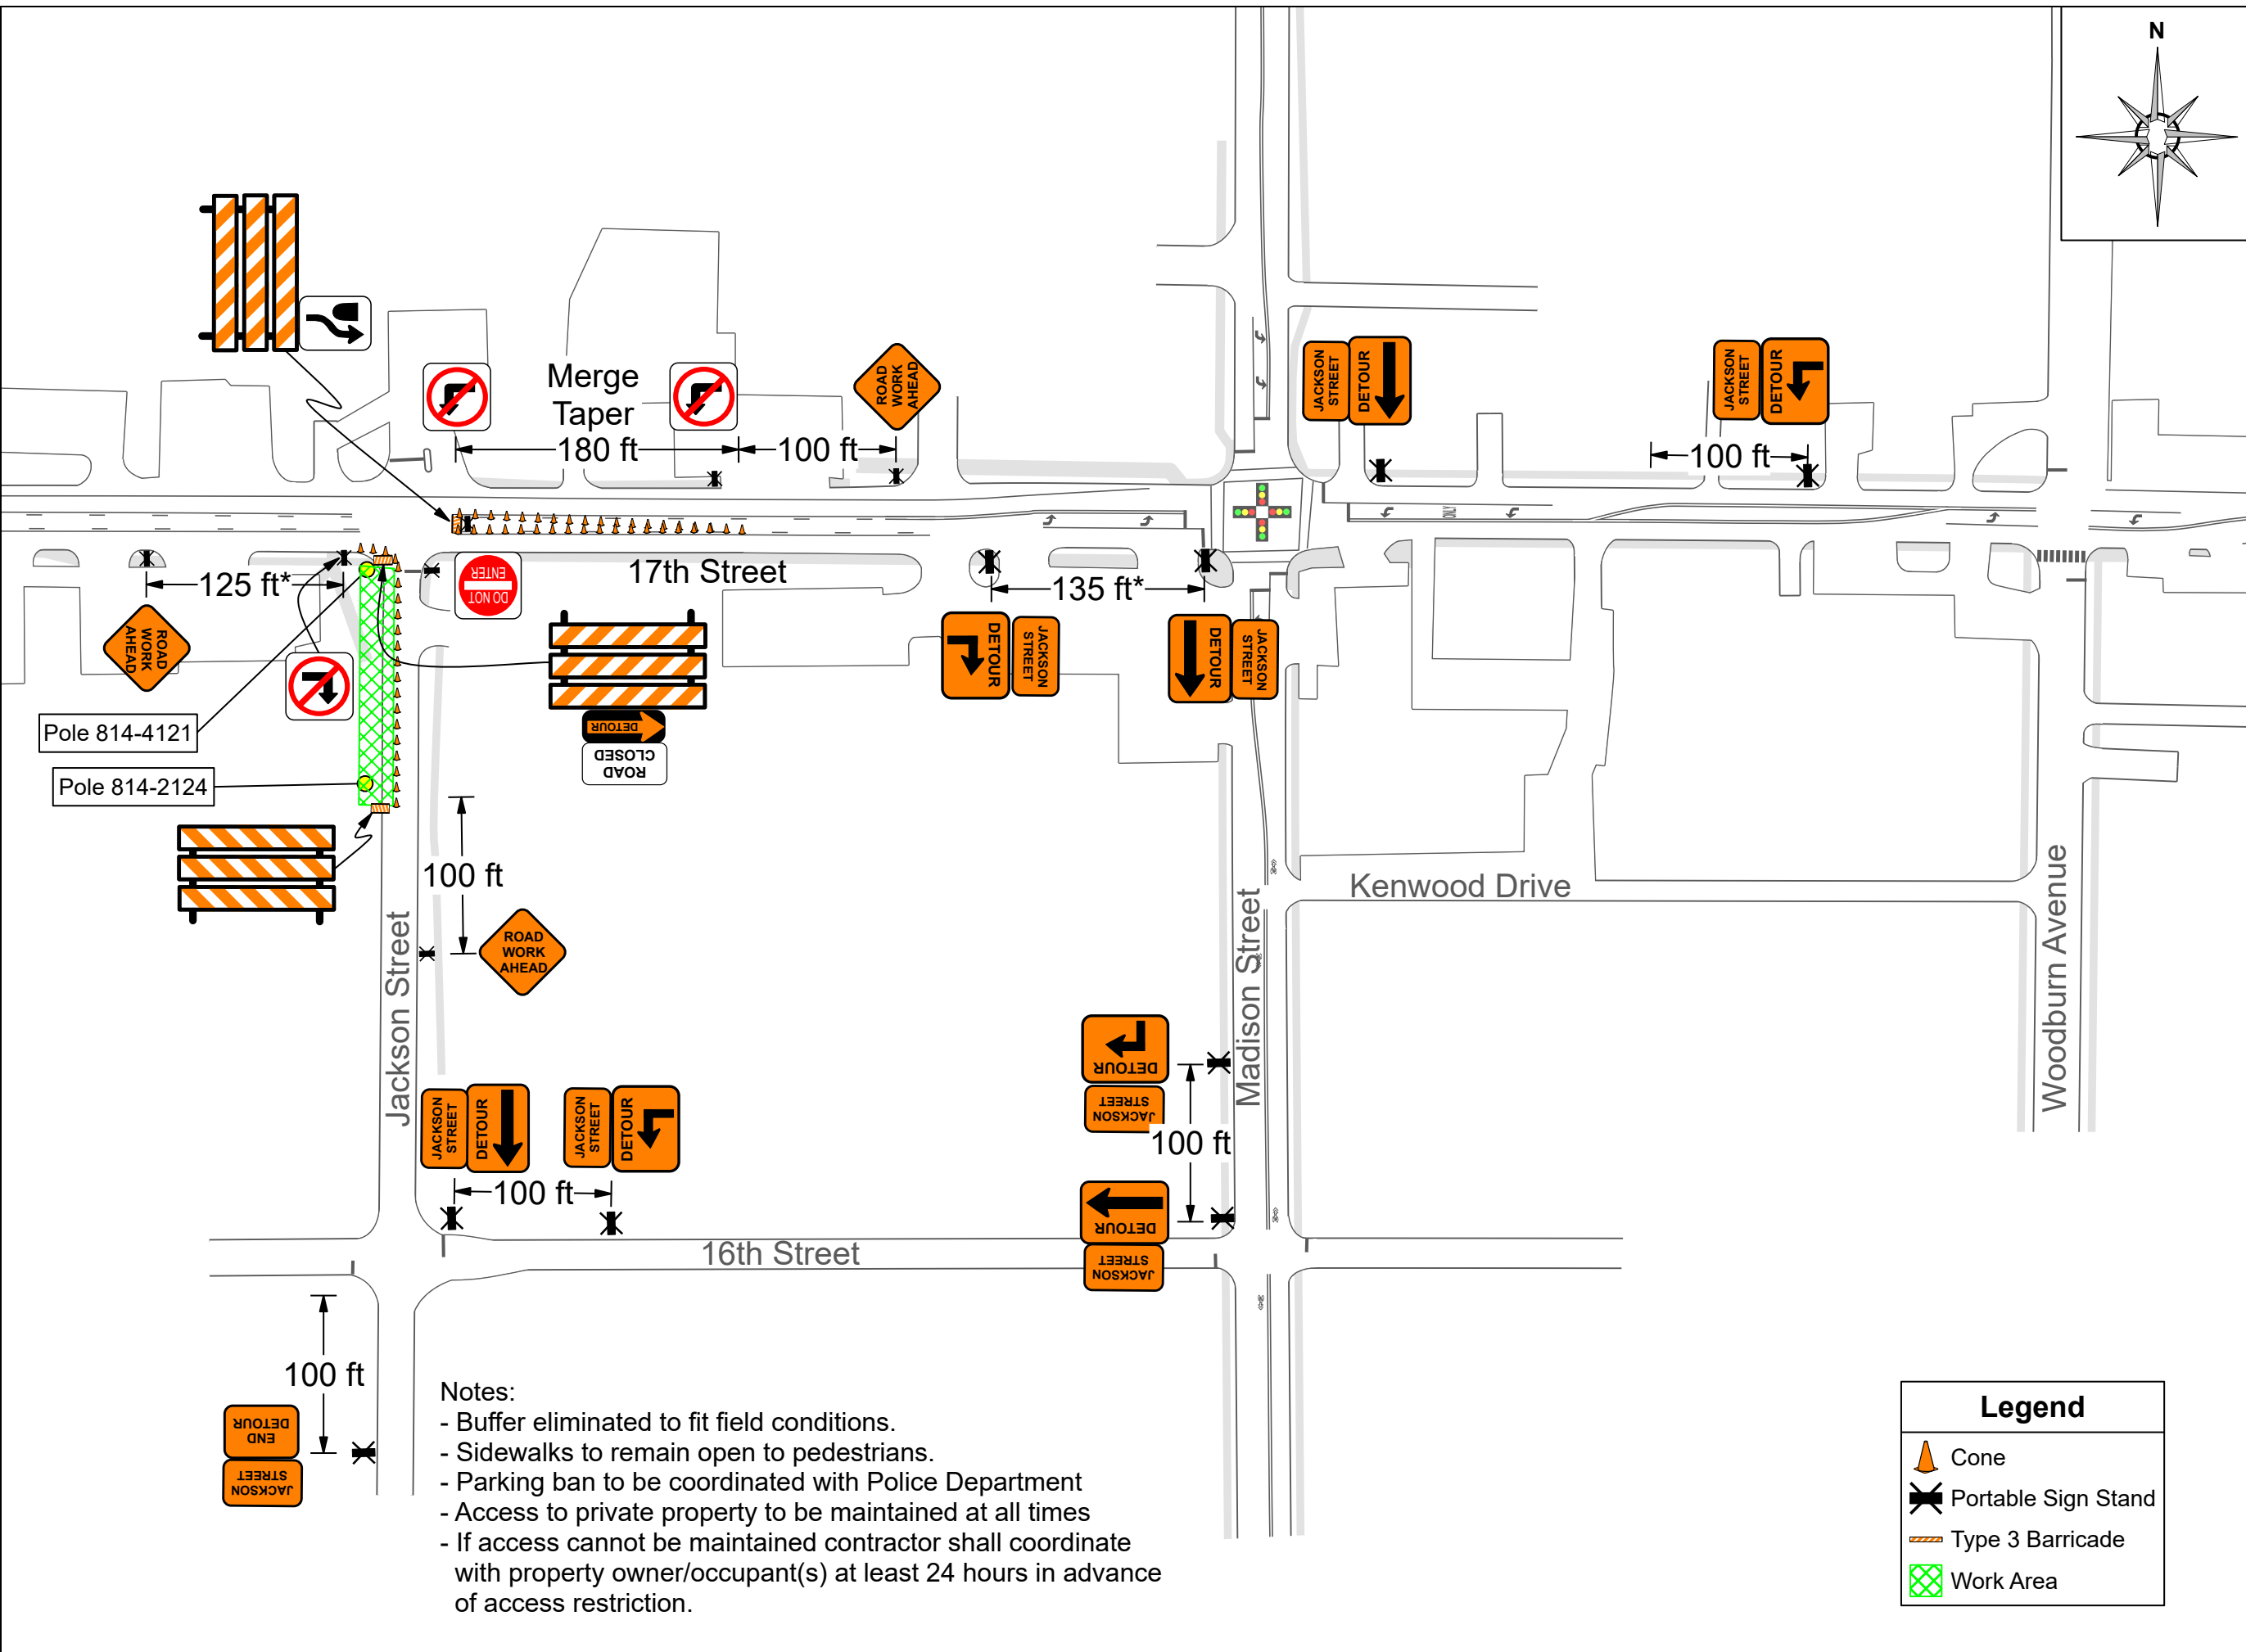 N
JACKSON
STREET
DETOUR
JACKSON
STREET
DETOUR
ROAD
WORK
AHEAD
Merge
Taper
180 ft
100 ft
100 ft
ONLY
17th Street
125 ft*
135 ft*
DO NOT
ENTER
ROAD
WORK
AHEAD
DETOUR
JACKSON
STREET
DETOUR
JACKSON
STREET
Pole 814-4121
DETOUR
ROAD
CLOSED
Pole 814-2124
100 ft
ROAD
WORK
AHEAD
Jackson Street
Madison Street
Kenwood Drive
Woodburn Avenue
JACKSON
STREET
DETOUR
JACKSON
STREET
DETOUR
100 ft
DETOUR
JACKSON
STREET
100 ft
DETOUR
JACKSON
STREET
16th Street
100 ft
END
DETOUR
JACKSON
STREET
Notes:
- Buffer eliminated to fit field conditions.
- Sidewalks to remain open to pedestrians.
- Parking ban to be coordinated with Police Department
- Access to private property to be maintained at all times
- If access cannot be maintained contractor shall coordinate
with property owner/occupant(s) at least 24 hours in advance
of access restriction.
Legend
Cone
Portable Sign Stand
Type 3 Barricade
Work Area